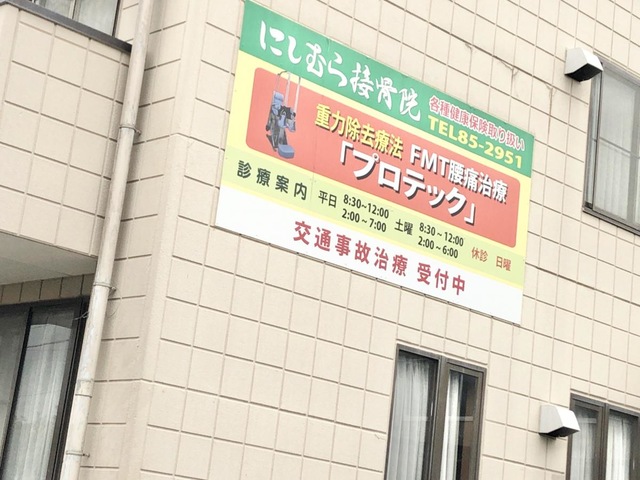 にしむら接骨院
各種健康保険取り扱い
TEL85-2951
重力除去療法 FMT腰痛治療
「プロテック」
診療案内 平日 8:30~12:00 2:00~7:00 土曜 8:30~12:00 2:00~6:00 休診 日曜
交通事故治療 受付中